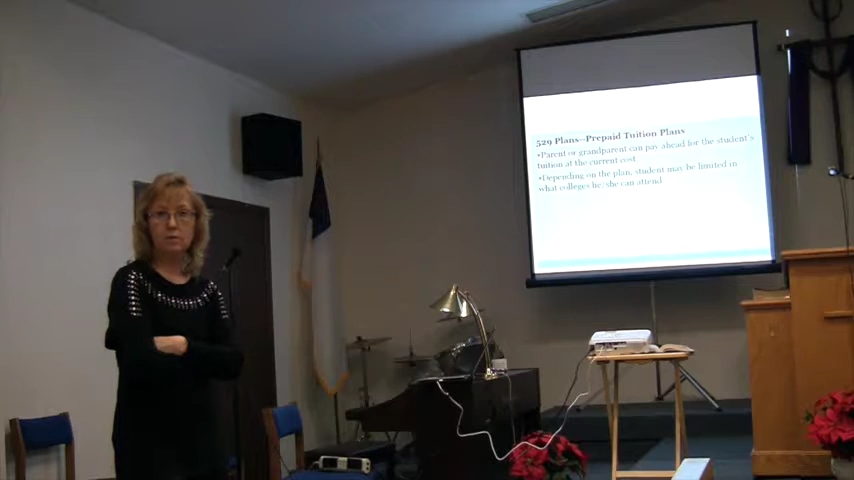 529 Plans--Prepaid Tuition Plans
•Parent or grandparent can pay ahead for the student's
tuition at the current cost
•Depending on the plan, student may be limited in
what colleges he/she can attend